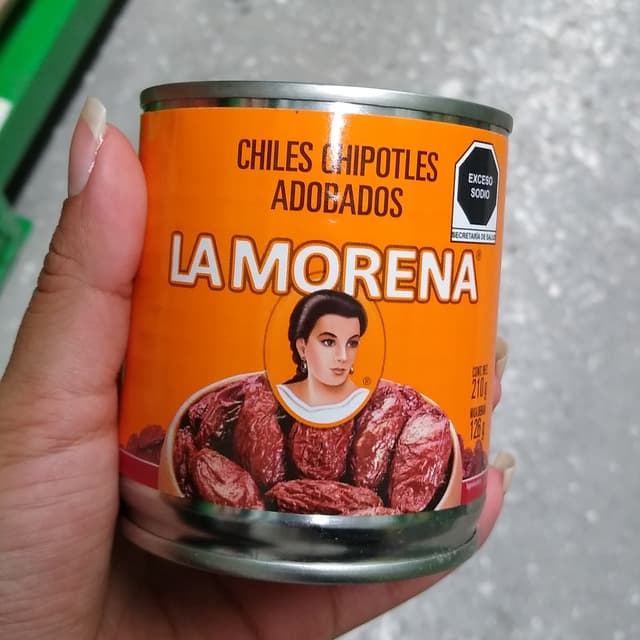 CHILES CHIPOTLES
ADOBADOS
EXCESO
SODIO
SECRETARÍA DE SALUD
LA MORENA
®
®
CONT. NET.
210 g
MASA DRENADA
126 g